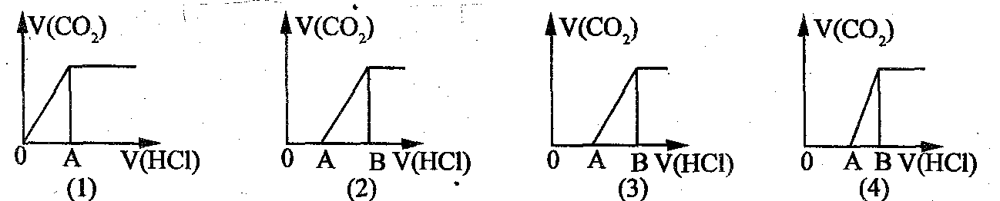 V(CO₂) V(CO₂) V(CO₂) V(CO₂)
0 A V(HCl) 0 A B V(HCl) 0 A B V(HCl) 0 A B V(HCl)
(1) (2) (3) (4)